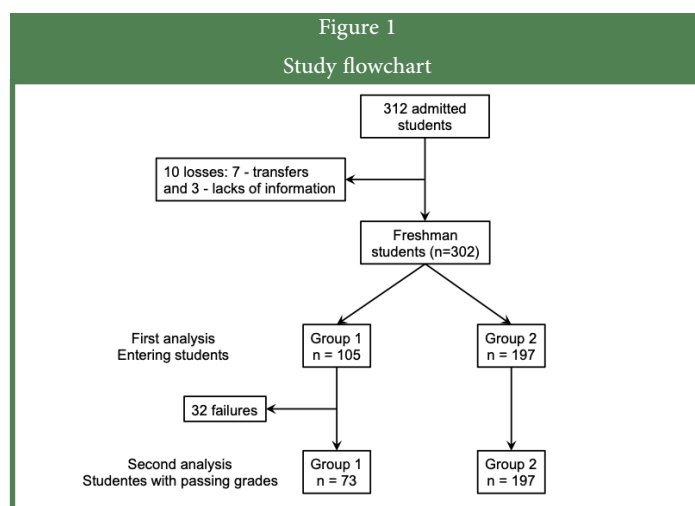 Figure 1
Study flowchart
312 admitted
students
10 losses: 7 - transfers
and 3 - lacks of information
Freshman
students (n=302)
First analysis
Entering students
Group 1
n = 105
Group 2
n = 197
32 failures
Second analysis
Studentes with passing grades
Group 1
n = 73
Group 2
n = 197